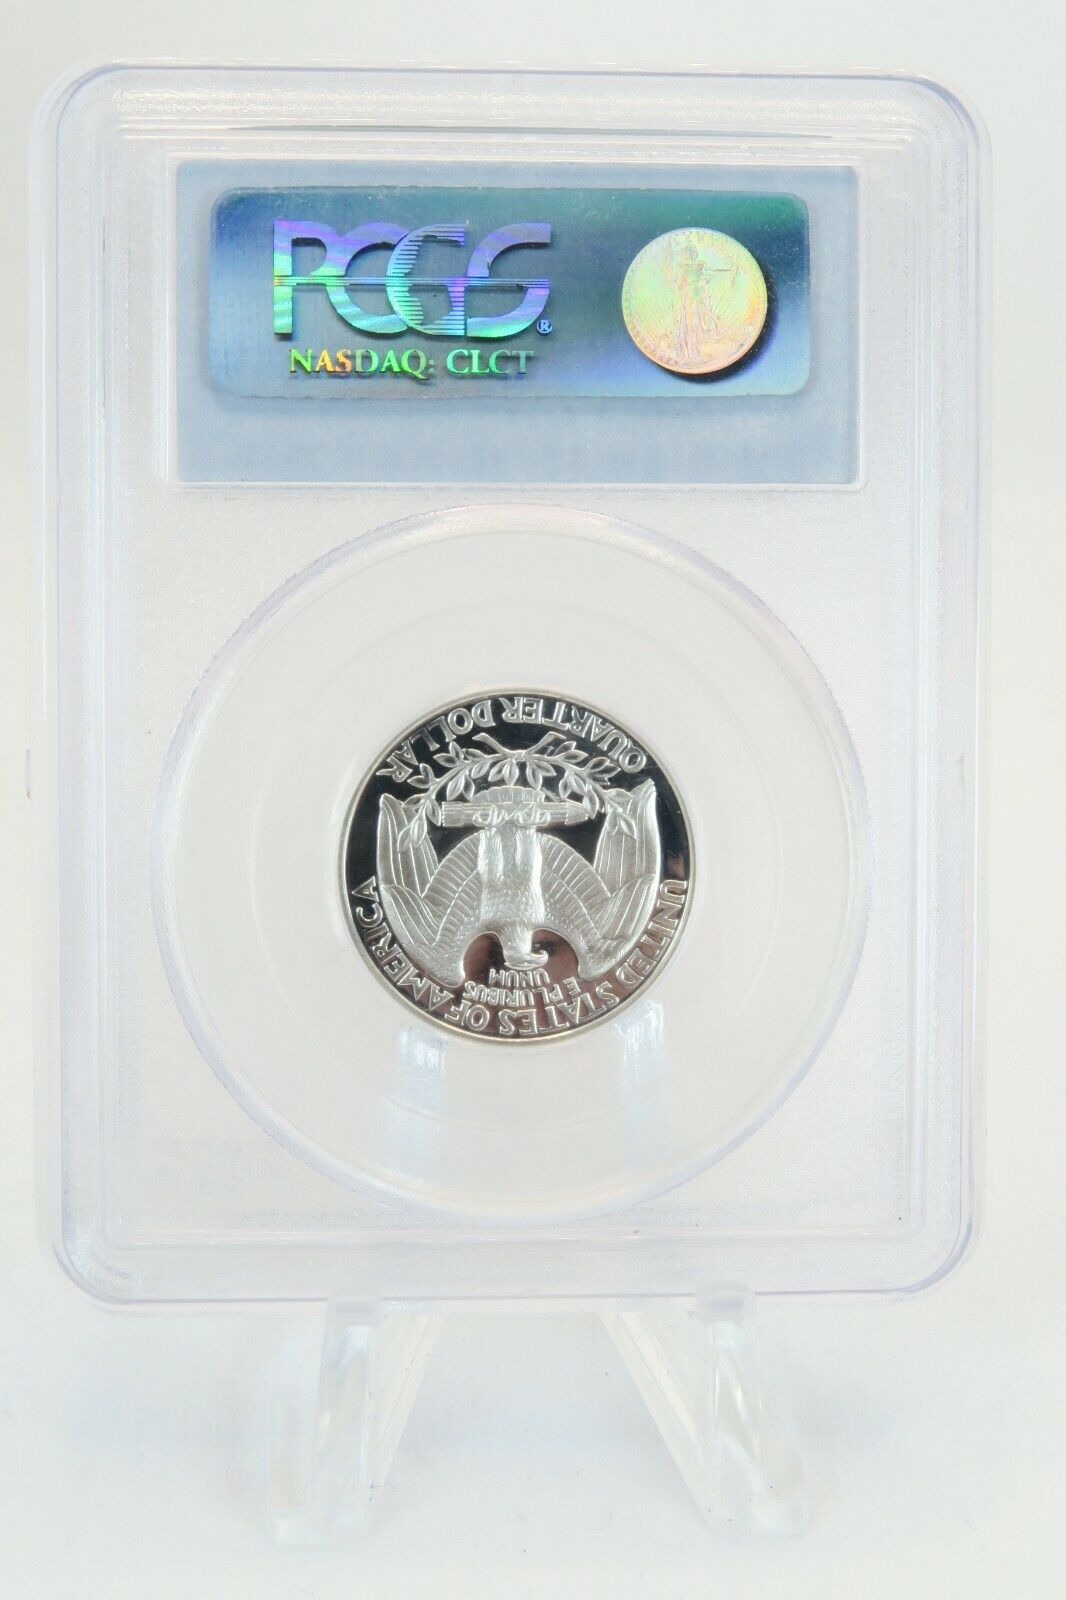 PCGS®
NASDAQ: CLCT
QUARTER DOLLAR
UNITED STATES OF AMERICA
E PLURIBUS
UNUM